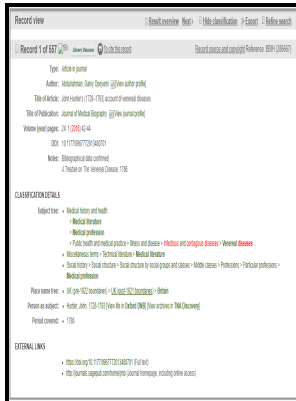 Record view Result overview Next> Hide classification Export Refine search
Record 1 of 557 Library Discover To cite this record Record source and copyright Reference: BBIH (286667)
Type: Article in journal
Author: Abdulrahman, Ganiy Opeyemi [View author profile]
Title of Article: John Hunter's (1728–1793) account of venereal diseases
Title of Publication: Journal of Medical Biography [View journal profile]
Volume (year) pages: 24:1 (2016) 42-44
DOI: 10.1177/0967772013480701
Notes: Bibliographical data confirmed.
A Treatise on The Venereal Disease, 1786
CLASSIFICATION DETAILS
Subject tree: • Medical history and health
> Medical literature
> Medical profession
> Public health and medical practice > Illness and disease > Infectious and contagious diseases > Venereal diseases
• Miscellaneous terms > Technical literature > Medical literature
• Social history > Social structure > Social structure by social groups and classes > Middle classes > Professions > Particular professions >
Medical profession
Place name tree: • UK (pre-1922 boundaries) > UK (post-1921 boundaries) > Britain
Person as subject: • Hunter, John, 1728-1793 [View life in Oxford DNB] [View archives in TNA Discovery]
Period covered: • 1786
EXTERNAL LINKS
• https://doi.org/10.1177/0967772013480701 (Full text)
• http://journals.sagepub.com/home/jmb (Journal homepage, including online access)